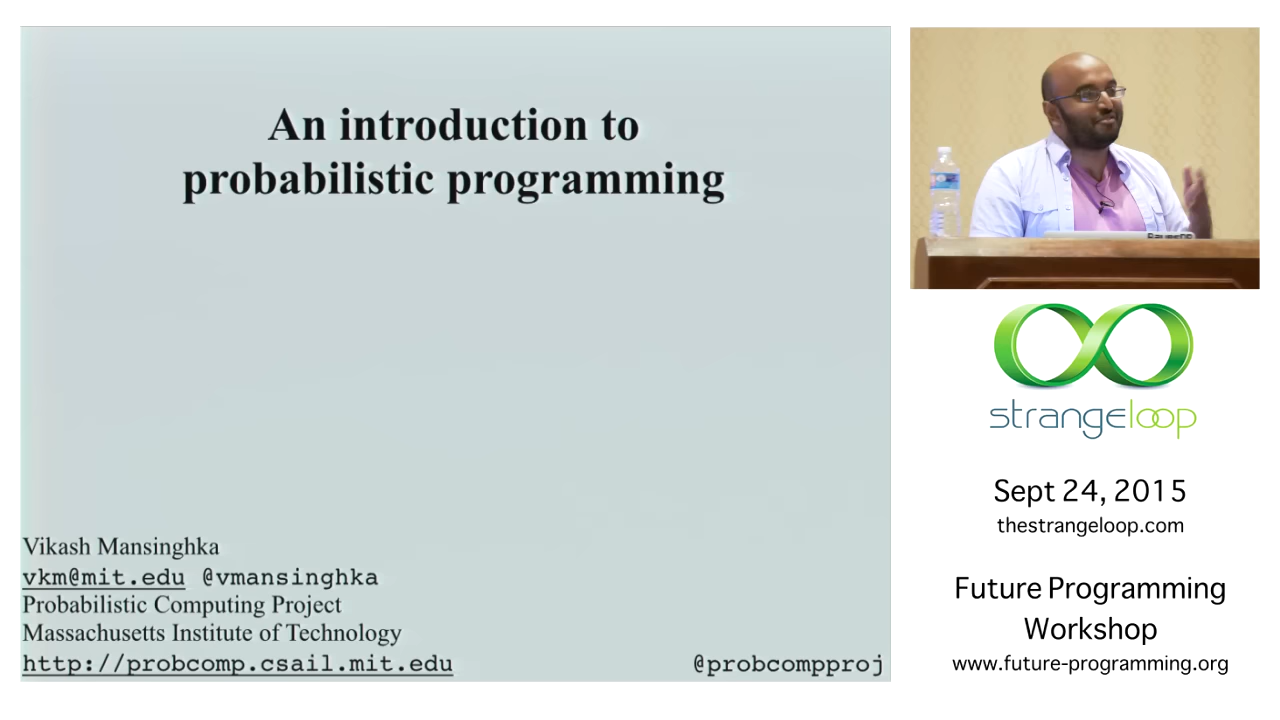 An introduction to
probabilistic programming
Vikash Mansinghka
vkm@mit.edu @vmansinghka
Probabilistic Computing Project
Massachusetts Institute of Technology
http://probcomp.csail.mit.edu
@probcompproj
strangeloop
Sept 24, 2015
thestrangeloop.com
Future Programming
Workshop
www.future-programming.org